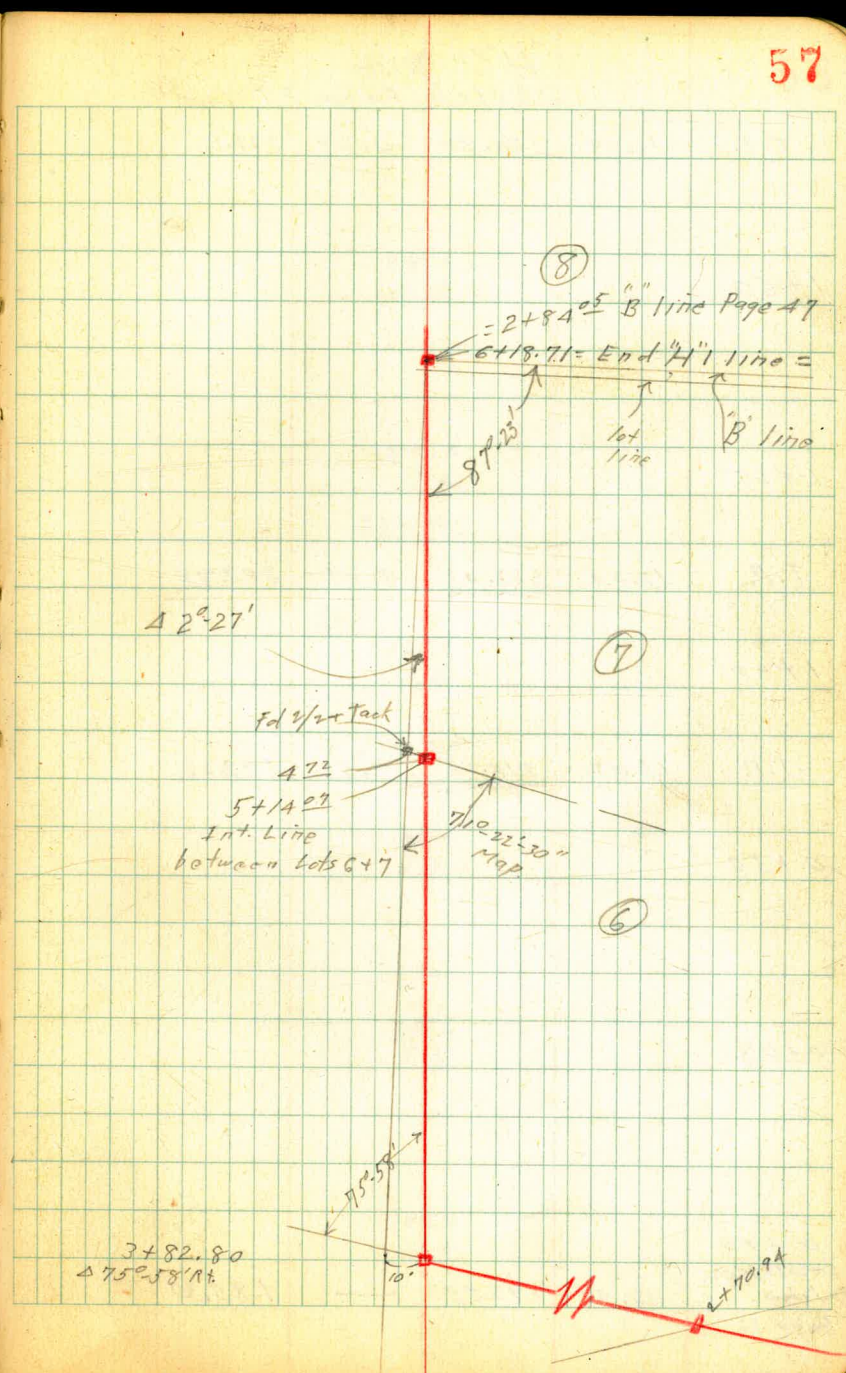 57
8
= 2+84 05 "B" line Page 47
6+18.71 = End "H" 1 line =
lot
line
"B" line
Δ 2°-27'
7
Fd 2/2+ Tack
4 72
5+14 07
Int. Line
between Lots 6+7
71°-22'-30"
Map
6
75°-58'
3+82.80
Δ 75°-58' Rt.
10'
2+70.94